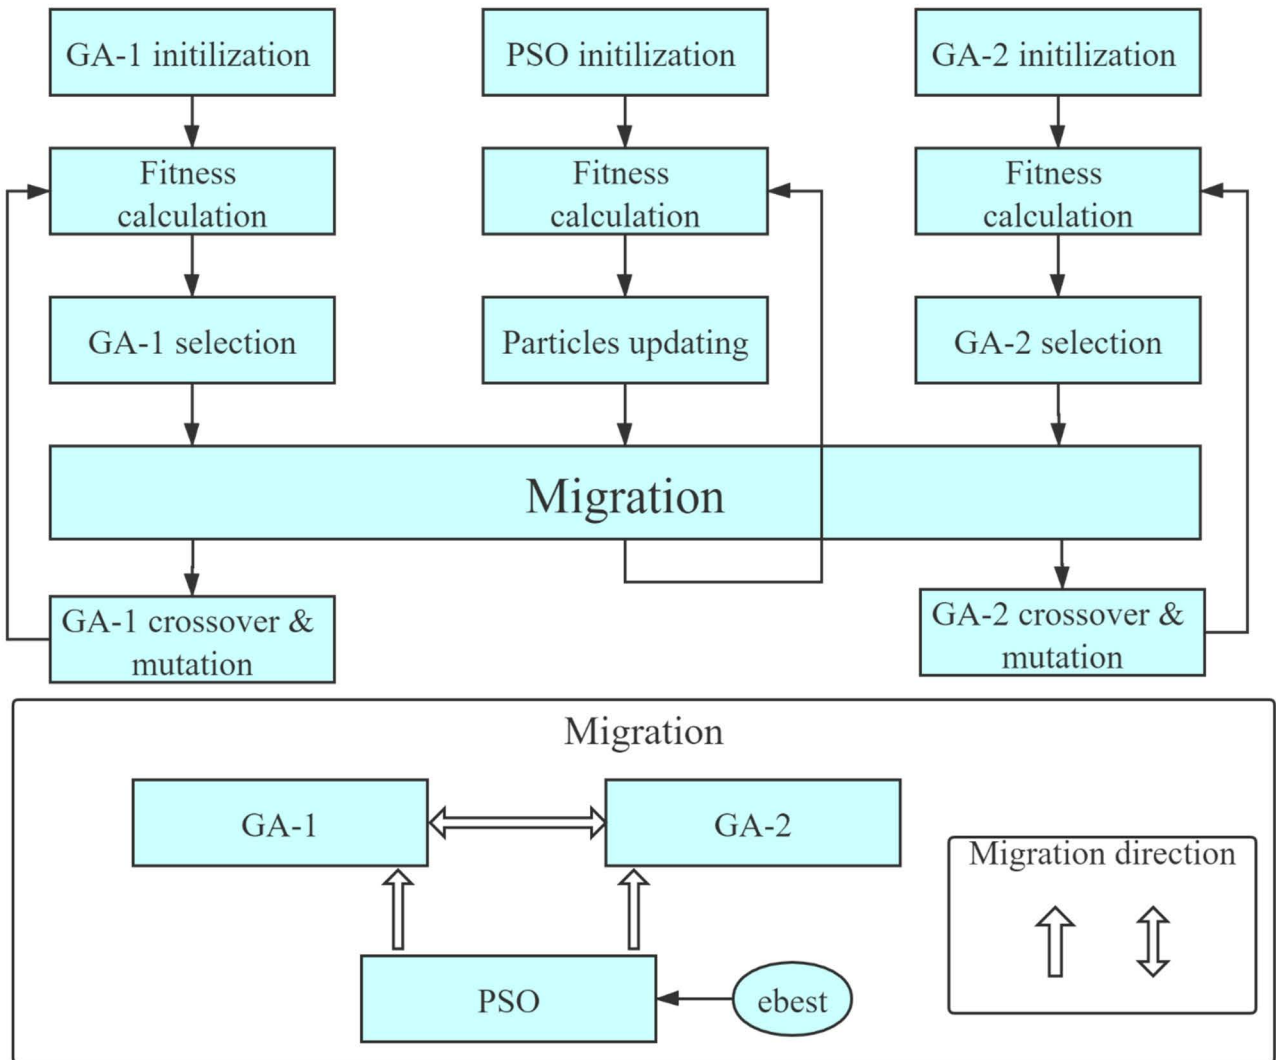 GA-1 initilization
PSO initilization
GA-2 initilization
Fitness
calculation
Fitness
calculation
Fitness
calculation
GA-1 selection
Particles updating
GA-2 selection
Migration
GA-1 crossover &
mutation
GA-2 crossover &
mutation
Migration
GA-1
GA-2
Migration direction
PSO
ebest